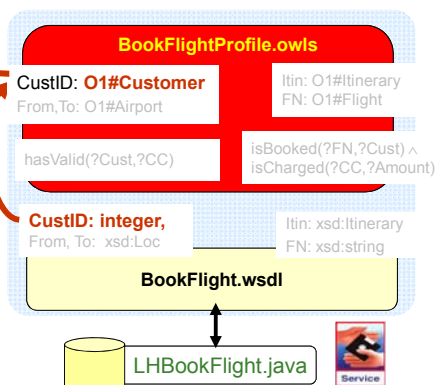 BookFlightProfile.owls
CustID: O1#Customer
From,To: O1#Airport
Itin: O1#Itinerary
FN: O1#Flight
hasValid(?Cust,?CC)
isBooked(?FN,?Cust) ∧
isCharged(?CC,?Amount)
CustID: integer,
From, To: xsd:Loc
Itin: xsd:Itinerary
FN: xsd:string
BookFlight.wsdl
LHBookFlight.java
Service